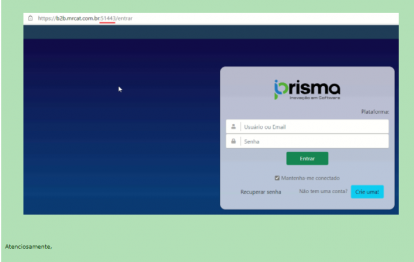 https://b2b.mrcat.com.br:51443/entrar
prisma
Inovação em Software
Plataforma:
Usuário ou Email
Senha
Entrar
Mantenha-me conectado
Recuperar senha Não tem uma conta? Crie uma!
Atenciosamente,